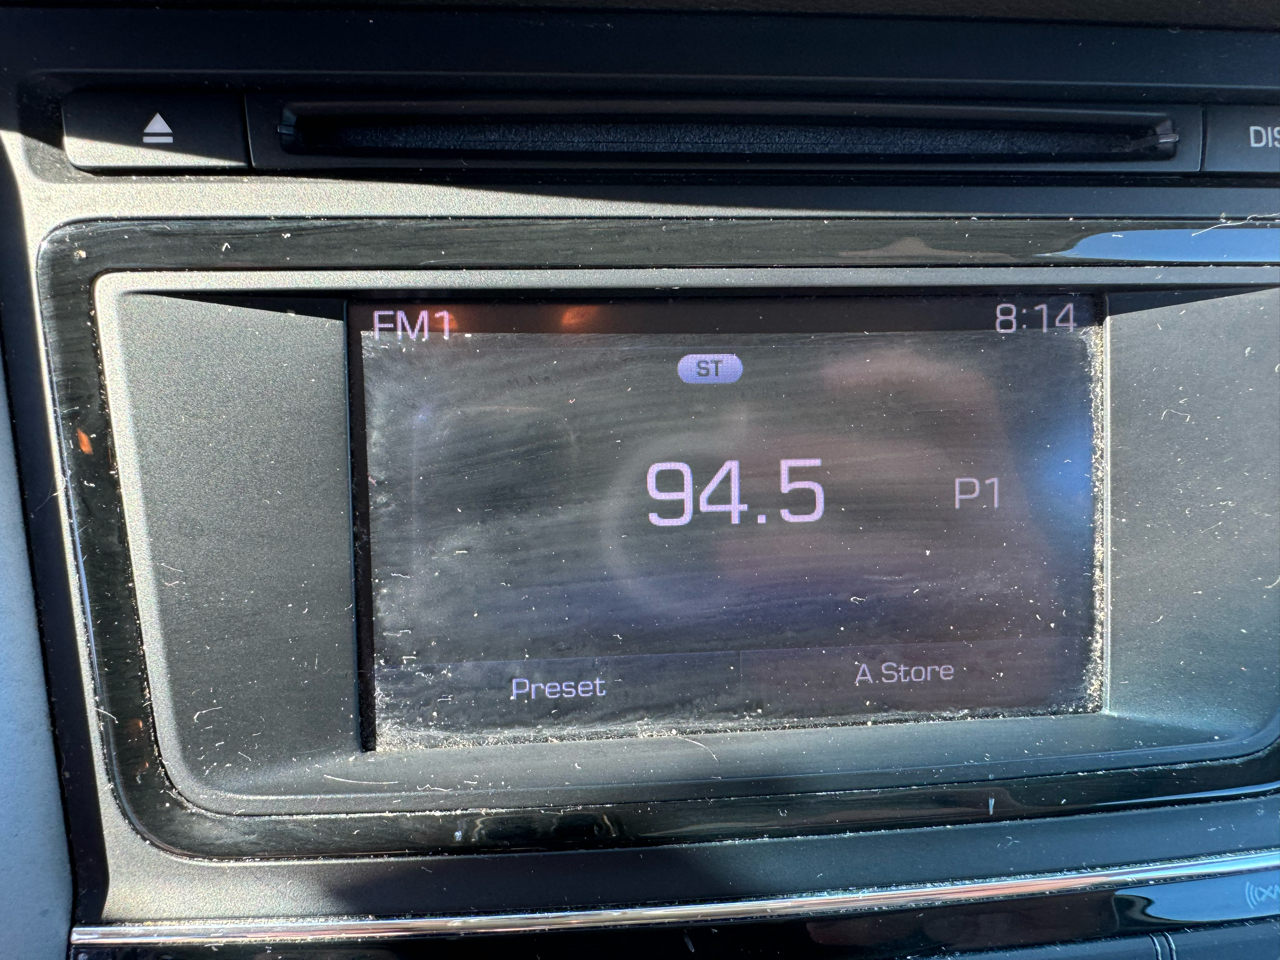 DIS
FM1 8:14
ST
94.5 P1
Preset A.Store